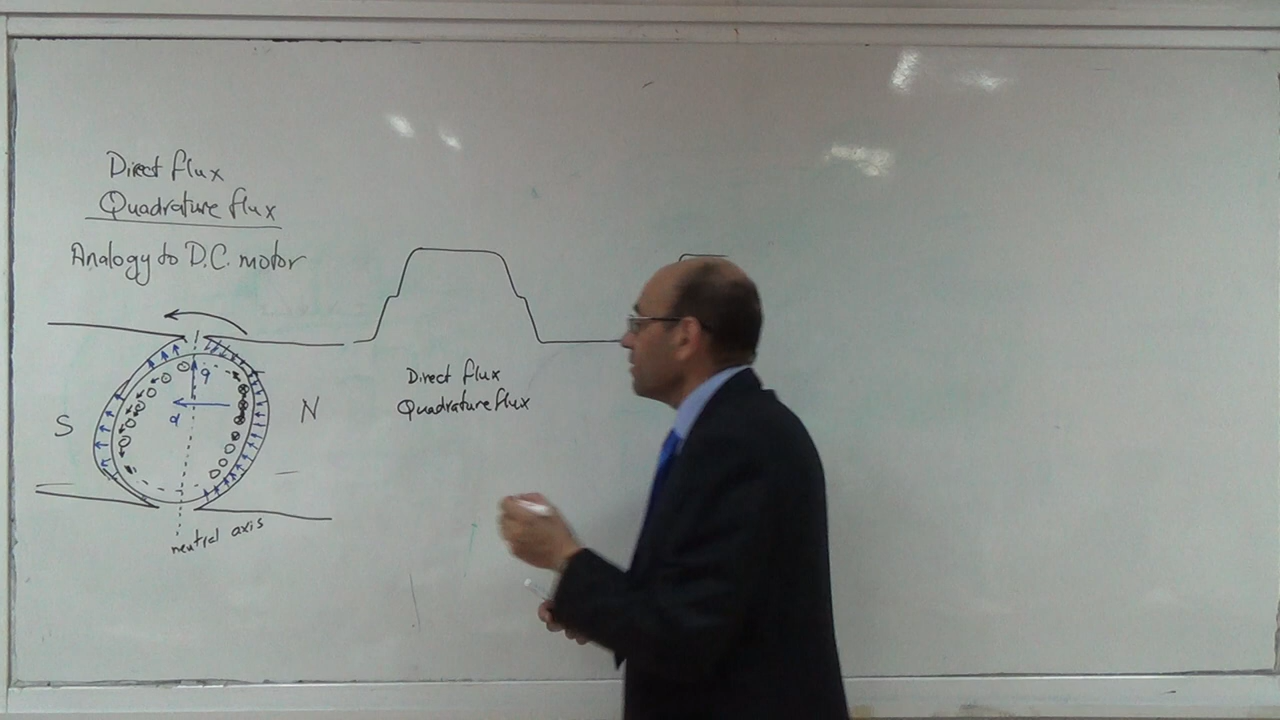 Direct flux
Quadrature flux
Analogy to D.C. motor
q
d
S
N
neutral axis
Direct flux
Quadrature flux